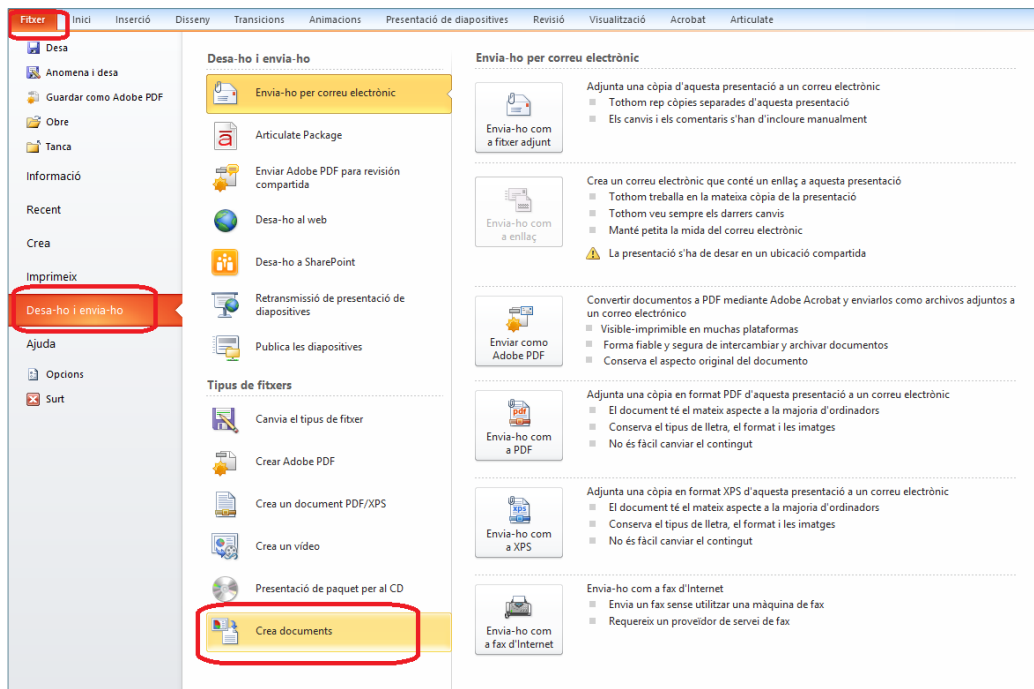 Fitxer Inici Inserció Disseny Transicions Animacions Presentació de diapositives Revisió Visualització Acrobat Articulate
Desa
Anomena i desa
Guardar como Adobe PDF
Obre
Tanca
Informació
Recent
Crea
Imprimeix
Desa-ho i envia-ho
Ajuda
Opcions
Surt
Desa-ho i envia-ho
Envia-ho per correu electrònic
Articulate Package
Enviar Adobe PDF para revisión
compartida
Desa-ho al web
Desa-ho a SharePoint
Retransmissió de presentació de
diapositives
Publica les diapositives
Tipus de fitxers
Canvia el tipus de fitxer
Crear Adobe PDF
Crea un document PDF/XPS
Crea un vídeo
Presentació de paquet per al CD
Crea documents
Envia-ho per correu electrònic
Envia-ho com
a fitxer adjunt
Adjunta una còpia d'aquesta presentació a un correu electrònic
Tothom rep còpies separades d'aquesta presentació
Els canvis i els comentaris s'han d'incloure manualment
Envia-ho com
a enllaç
Crea un correu electrònic que conté un enllaç a aquesta presentació
Tothom treballa en la mateixa còpia de la presentació
Tothom veu sempre els darrers canvis
Manté petita la mida del correu electrònic
La presentació s'ha de desar en un ubicació compartida
Enviar como
Adobe PDF
Convertir documentos a PDF mediante Adobe Acrobat y enviarlos como archivos adjuntos a
un correo electrónico
Visible-imprimible en muchas plataformas
Forma fiable y segura de intercambiar y archivar documentos
Conserva el aspecto original del documento
pdf
Envia-ho com
a PDF
Adjunta una còpia en format PDF d'aquesta presentació a un correu electrònic
El document té el mateix aspecte a la majoria d'ordinadors
Conserva el tipus de lletra, el format i les imatges
No és fàcil canviar el contingut
xps
Envia-ho com
a XPS
Adjunta una còpia en format XPS d'aquesta presentació a un correu electrònic
El document té el mateix aspecte a la majoria d'ordinadors
Conserva el tipus de lletra, el format i les imatges
No és fàcil canviar el contingut
Envia-ho com
a fax d'Internet
Envia-ho com a fax d'Internet
Envia un fax sense utilitzar una màquina de fax
Requereix un proveïdor de servei de fax